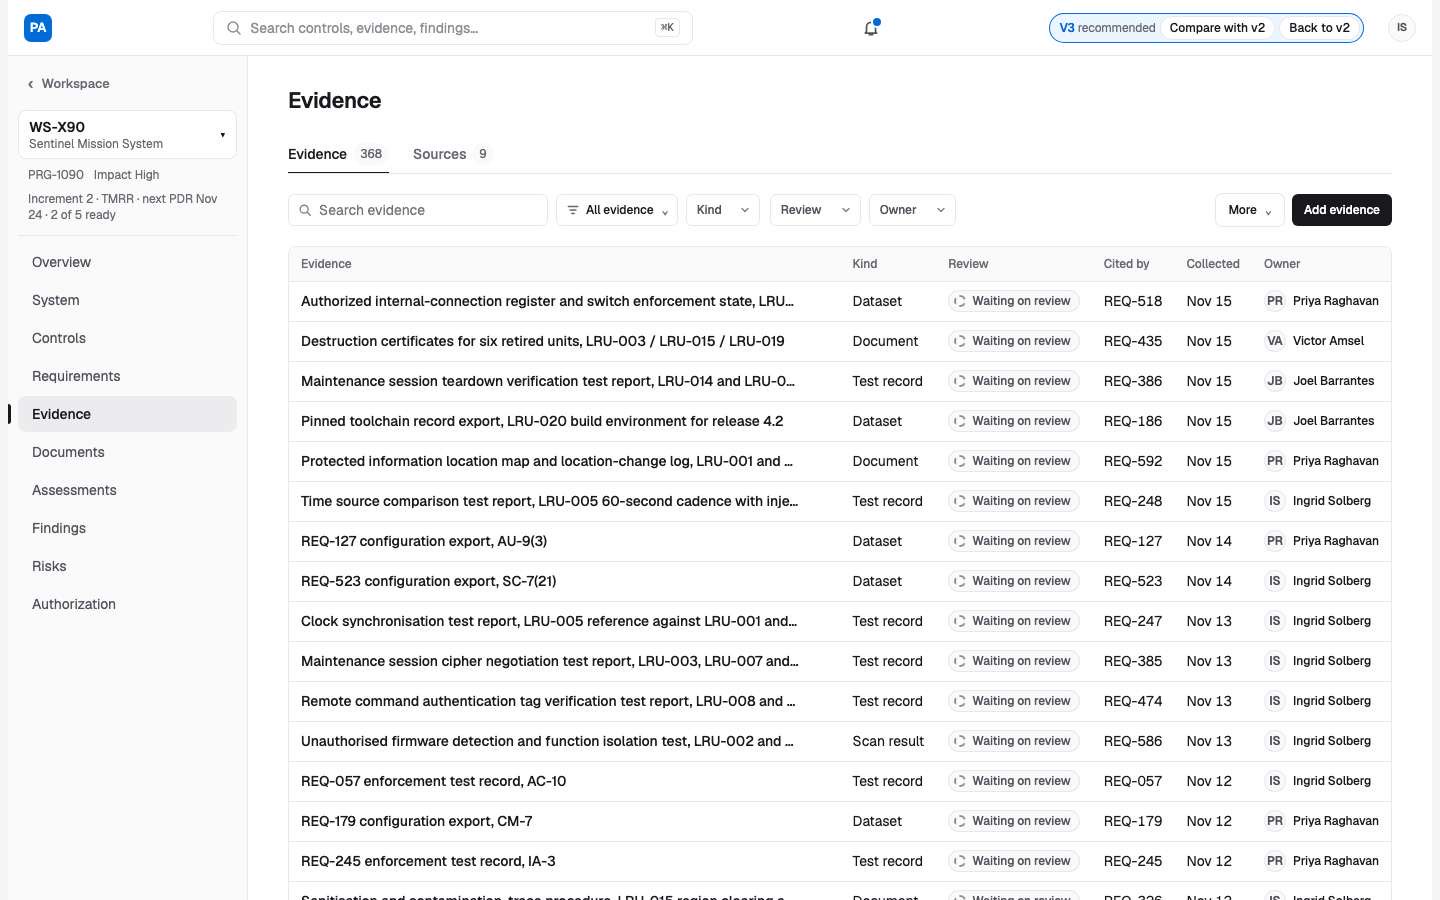 PA
Search controls, evidence, findings...
⌘K
V3 recommended
Compare with v2
Back to v2
IS
‹ Workspace
WS-X90
Sentinel Mission System
PRG-1090 Impact High
Increment 2 · TMRR · next PDR Nov
24 · 2 of 5 ready
Overview
System
Controls
Requirements
Evidence
Documents
Assessments
Findings
Risks
Authorization
Evidence
Evidence 368
Sources 9
Search evidence
All evidence
Kind
Review
Owner
More
Add evidence
Evidence Kind Review Cited by Collected Owner
Authorized internal-connection register and switch enforcement state, LRU... Dataset Waiting on review REQ-518 Nov 15 PR Priya Raghavan
Destruction certificates for six retired units, LRU-003 / LRU-015 / LRU-019 Document Waiting on review REQ-435 Nov 15 VA Victor Amsel
Maintenance session teardown verification test report, LRU-014 and LRU-0... Test record Waiting on review REQ-386 Nov 15 JB Joel Barrantes
Pinned toolchain record export, LRU-020 build environment for release 4.2 Dataset Waiting on review REQ-186 Nov 15 JB Joel Barrantes
Protected information location map and location-change log, LRU-001 and ... Document Waiting on review REQ-592 Nov 15 PR Priya Raghavan
Time source comparison test report, LRU-005 60-second cadence with inje... Test record Waiting on review REQ-248 Nov 15 IS Ingrid Solberg
REQ-127 configuration export, AU-9(3) Dataset Waiting on review REQ-127 Nov 14 PR Priya Raghavan
REQ-523 configuration export, SC-7(21) Dataset Waiting on review REQ-523 Nov 14 IS Ingrid Solberg
Clock synchronisation test report, LRU-005 reference against LRU-001 and... Test record Waiting on review REQ-247 Nov 13 IS Ingrid Solberg
Maintenance session cipher negotiation test report, LRU-003, LRU-007 and... Test record Waiting on review REQ-385 Nov 13 IS Ingrid Solberg
Remote command authentication tag verification test report, LRU-008 and ... Test record Waiting on review REQ-474 Nov 13 IS Ingrid Solberg
Unauthorised firmware detection and function isolation test, LRU-002 and ... Scan result Waiting on review REQ-586 Nov 13 IS Ingrid Solberg
REQ-057 enforcement test record, AC-10 Test record Waiting on review REQ-057 Nov 12 IS Ingrid Solberg
REQ-179 configuration export, CM-7 Dataset Waiting on review REQ-179 Nov 12 PR Priya Raghavan
REQ-245 enforcement test record, IA-3 Test record Waiting on review REQ-245 Nov 12 PR Priya Raghavan